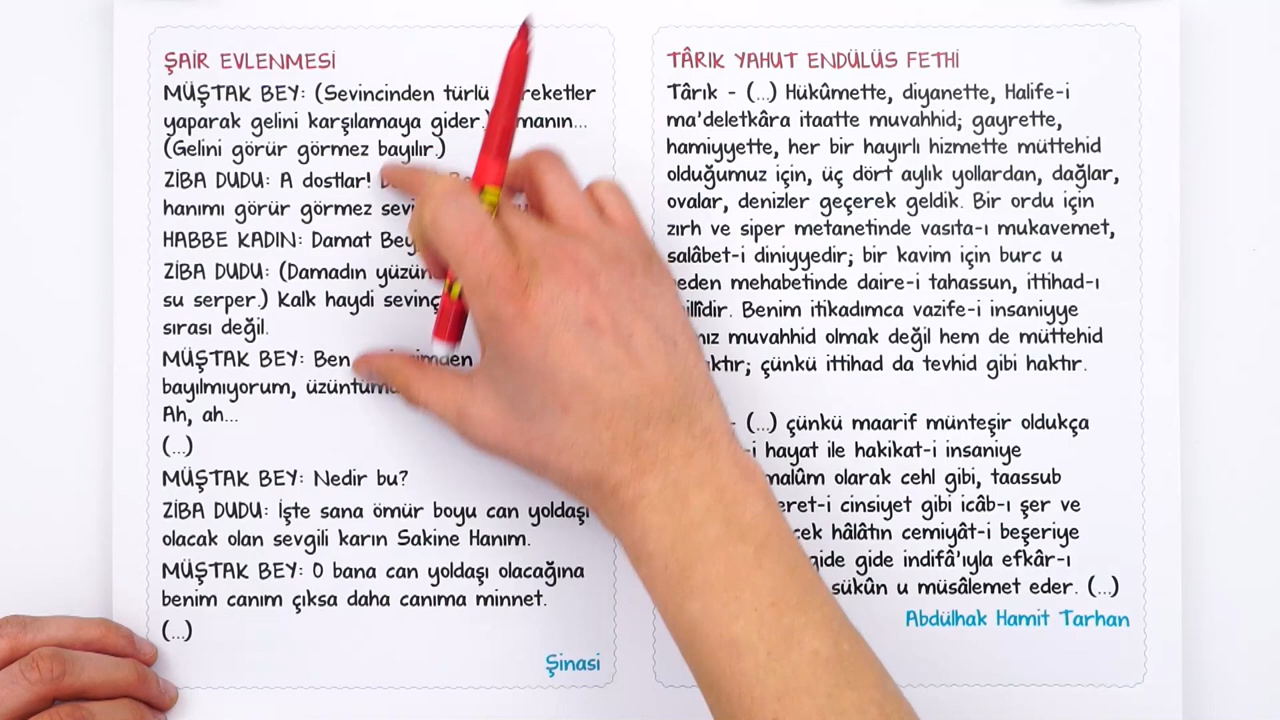 ŞAİR EVLENMESİ
MÜŞTAK BEY: (Sevincinden türlü reketler
yaparak gelini karşılamaya gider.) manın...
(Gelini görür görmez bayılır.)
ZİBA DUDU: A dostlar!
hanımı görür görmez sevi
HABBE KADIN: Damat Bey
ZİBA DUDU: (Damadın yüzün
su serper.) Kalk haydi sevinç
sırası değil.
MÜŞTAK BEY: Ben
bayılmıyorum, üzüntüm
Ah, ah...
(...)
MÜŞTAK BEY: Nedir bu?
ZİBA DUDU: İşte sana ömür boyu can yoldaşı
olacak olan sevgili karın Sakine Hanım.
MÜŞTAK BEY: O bana can yoldaşı olacağına
benim canım çıksa daha canıma minnet.
(...)
Şinasi
TÂRIK YAHUT ENDÜLÜS FETHİ
Târık - (...) Hükûmette, diyanette, Halife-i
ma'deletkâra itaatte muvahhid; gayrette,
hamiyyette, her bir hayırlı hizmette müttehid
olduğumuz için, üç dört aylık yollardan, dağlar,
ovalar, denizler geçerek geldik. Bir ordu için
zırh ve siper metanetinde vasıta-ı mukavemet,
salâbet-i diniyyedir; bir kavim için burc u
eden mehabetinde daire-i tahassun, ittihad-ı
illîdir. Benim itikadımca vazife-i insaniyye
ız muvahhid olmak değil hem de müttehid
ktır; çünkü ittihad da tevhid gibi haktır.
- (...) çünkü maarif münteşir oldukça
-i hayat ile hakikat-i insaniye
malûm olarak cehl gibi, taassub
eret-i cinsiyet gibi icâb-ı şer ve
cek hâlâtın cemiyât-i beşeriye
gide gide indifâ'ıyla efkâr-ı
sükûn u müsâlemet eder. (...)
Abdülhak Hamit Tarhan